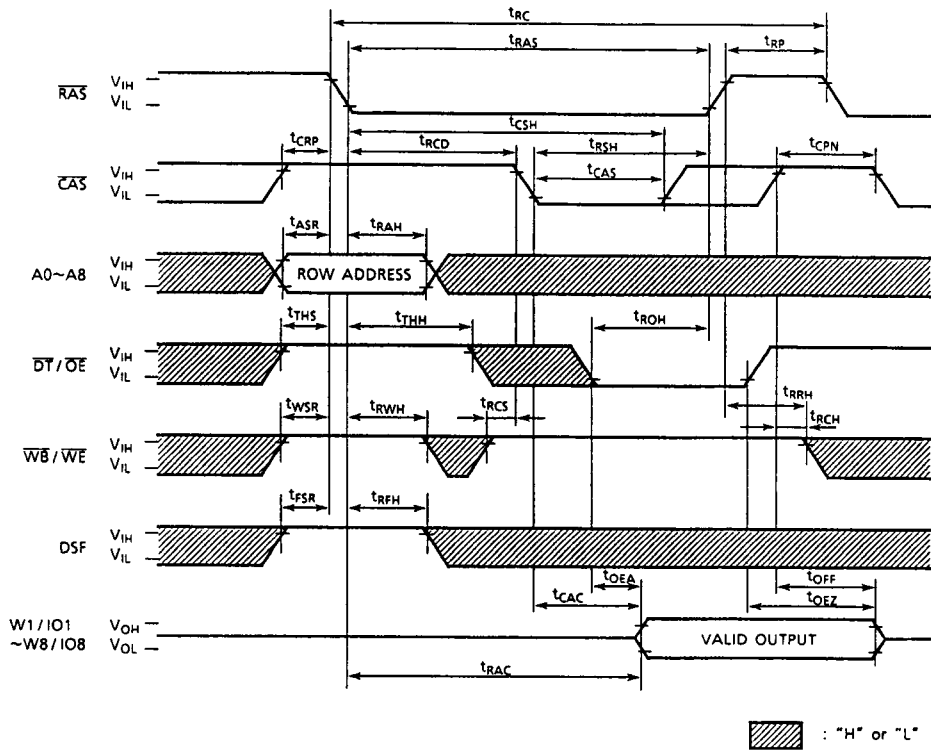 tRC
tRAS
tRP
RAS
VIH
VIL
tCSH
tCRP
tRCD
tRSH
tCPN
CAS
VIH
VIL
tCAS
tASR
tRAH
A0~A8
VIH
VIL
ROW ADDRESS
tTHS
tTHH
tROH
DT/OE
VIH
VIL
tRRH
tWSR
tRWH
tRCS
tRCH
WB/WE
VIH
VIL
tFSR
tRFH
DSF
VIH
VIL
tOEA
tOFF
tCAC
tOEZ
W1/IO1
~W8/IO8
VOH
VOL
VALID OUTPUT
tRAC
: "H" or "L"